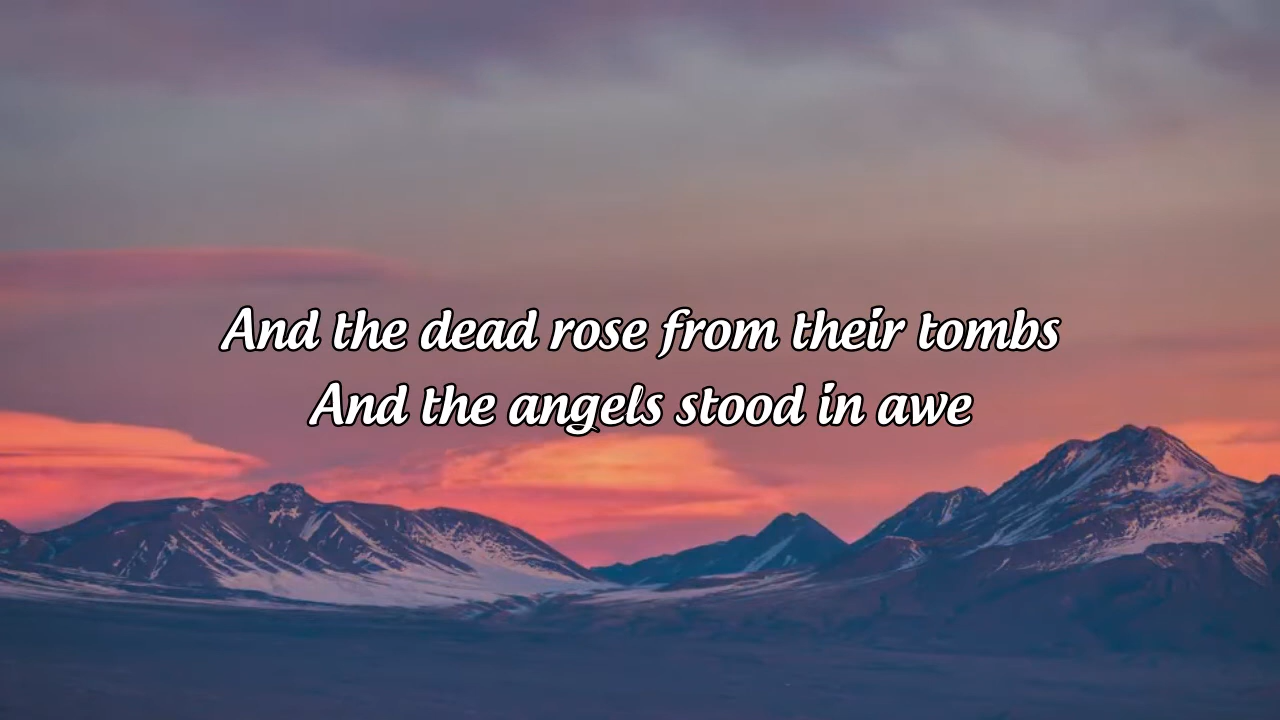 And the dead rose from their tombs
And the angels stood in awe